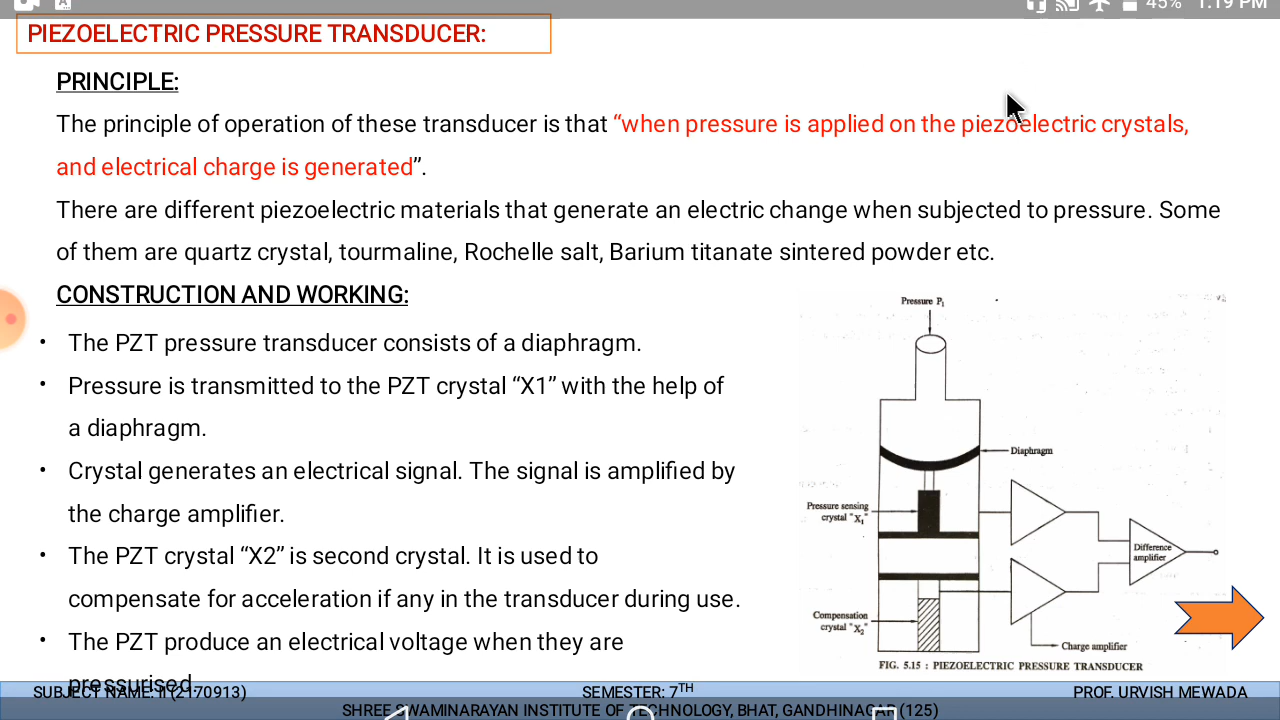 45% 1:19 PM
PIEZOELECTRIC PRESSURE TRANSDUCER:
PRINCIPLE:
The principle of operation of these transducer is that “when pressure is applied on the piezoelectric crystals,
and electrical charge is generated”.
There are different piezoelectric materials that generate an electric change when subjected to pressure. Some
of them are quartz crystal, tourmaline, Rochelle salt, Barium titanate sintered powder etc.
CONSTRUCTION AND WORKING:
• The PZT pressure transducer consists of a diaphragm.
• Pressure is transmitted to the PZT crystal “X1” with the help of
a diaphragm.
• Crystal generates an electrical signal. The signal is amplified by
the charge amplifier.
• The PZT crystal “X2” is second crystal. It is used to
compensate for acceleration if any in the transducer during use.
• The PZT produce an electrical voltage when they are
pressurised.
Pressure P₁
Diaphragm
Pressure sensing
crystal "X₁"
Difference
amplifier
Compensation
crystal "X₂"
Charge amplifier
FIG. 5.15 : PIEZOELECTRIC PRESSURE TRANSDUCER
SUBJECT NAME: II (2170913)
SEMESTER: 7TH
PROF. URVISH MEWADA
SHREE SWAMINARAYAN INSTITUTE OF TECHNOLOGY, BHAT, GANDHINAGAR (125)